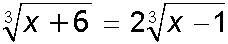 ∛(x + 6) = 2∛(x − 1)